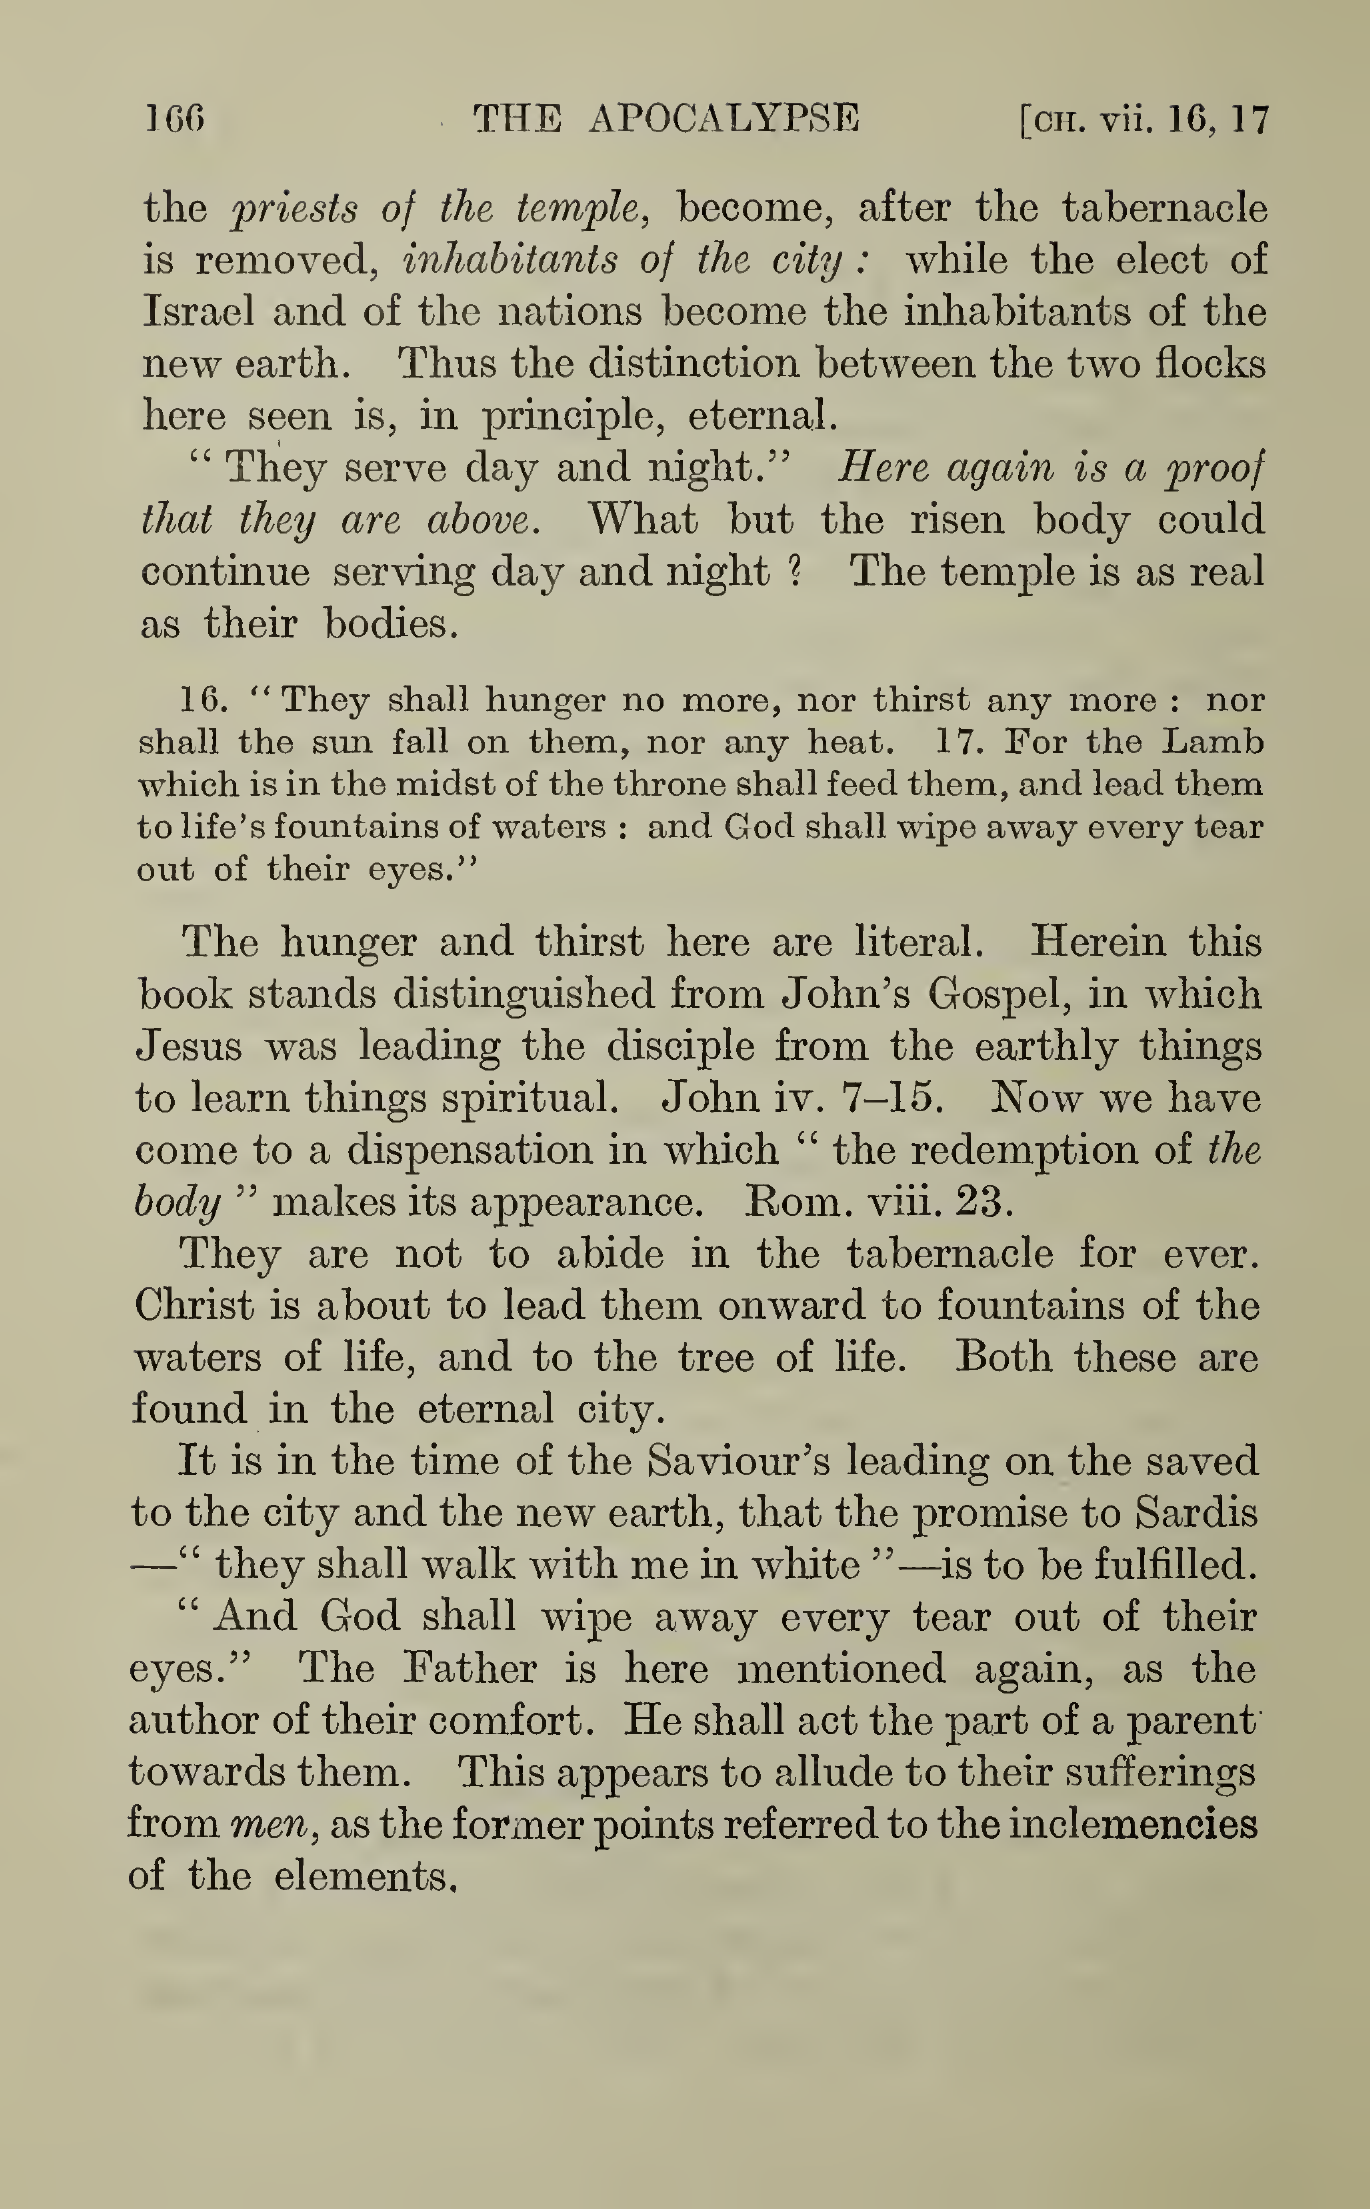 166 THE APOCALYPSE [CH. vii. 16, 17
the priests of the temple, become, after the tabernacle
is removed, inhabitants of the city : while the elect of
Israel and of the nations become the inhabitants of the
new earth. Thus the distinction between the two flocks
here seen is, in principle, eternal.
“ They serve day and night.” Here again is a proof
that they are above. What but the risen body could
continue serving day and night ? The temple is as real
as their bodies.
16. “ They shall hunger no more, nor thirst any more : nor
shall the sun fall on them, nor any heat. 17. For the Lamb
which is in the midst of the throne shall feed them, and lead them
to life’s fountains of waters : and God shall wipe away every tear
out of their eyes.”
The hunger and thirst here are literal. Herein this
book stands distinguished from John’s Gospel, in which
Jesus was leading the disciple from the earthly things
to learn things spiritual. John iv. 7–15. Now we have
come to a dispensation in which “ the redemption of the
body ” makes its appearance. Rom. viii. 23.
They are not to abide in the tabernacle for ever.
Christ is about to lead them onward to fountains of the
waters of life, and to the tree of life. Both these are
found in the eternal city.
It is in the time of the Saviour’s leading on the saved
to the city and the new earth, that the promise to Sardis
—“ they shall walk with me in white ”—is to be fulfilled.
“ And God shall wipe away every tear out of their
eyes.” The Father is here mentioned again, as the
author of their comfort. He shall act the part of a parent
towards them. This appears to allude to their sufferings
from men, as the former points referred to the inclemencies
of the elements.